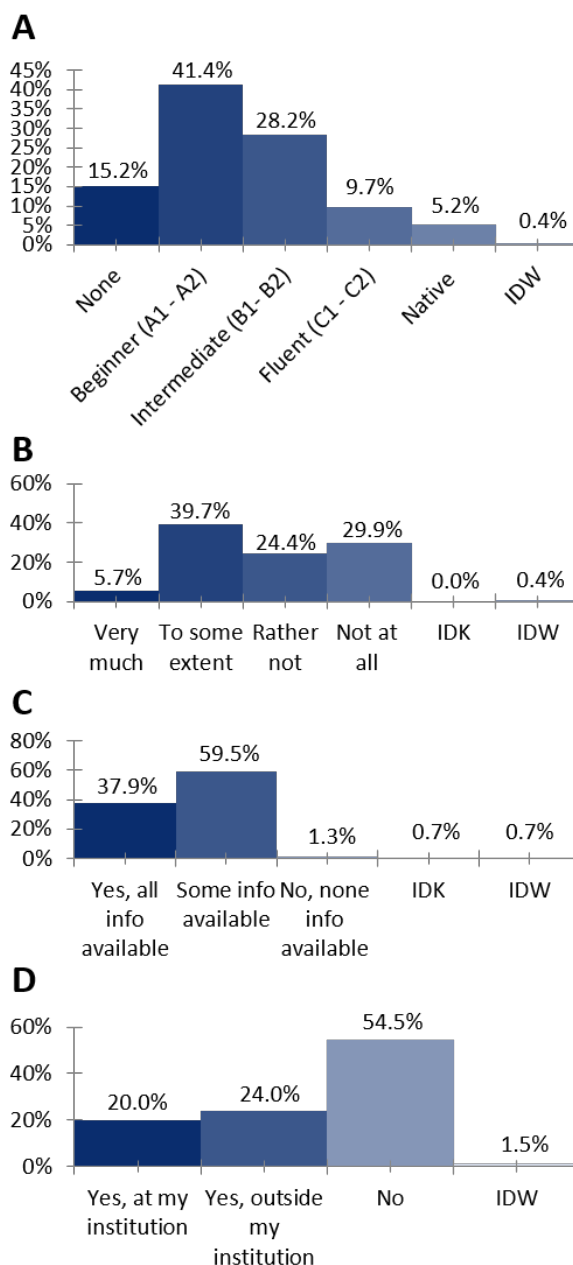 A
45%
40%
35%
30%
25%
20%
15%
10%
5%
0%
15.2%
41.4%
28.2%
9.7%
5.2%
0.4%
None
Beginner (A1 - A2)
Intermediate (B1- B2)
Fluent (C1 - C2)
Native
IDW
B
60%
40%
20%
0%
5.7%
39.7%
24.4%
29.9%
0.0%
0.4%
Very
much
To some
extent
Rather
not
Not at
all
IDK
IDW
C
80%
60%
40%
20%
0%
37.9%
59.5%
1.3%
0.7%
0.7%
Yes, all
info
available
Some info
available
No, none
info
available
IDK
IDW
D
60%
40%
20%
0%
20.0%
24.0%
54.5%
1.5%
Yes, at my
institution
Yes, outside
my
institution
No
IDW